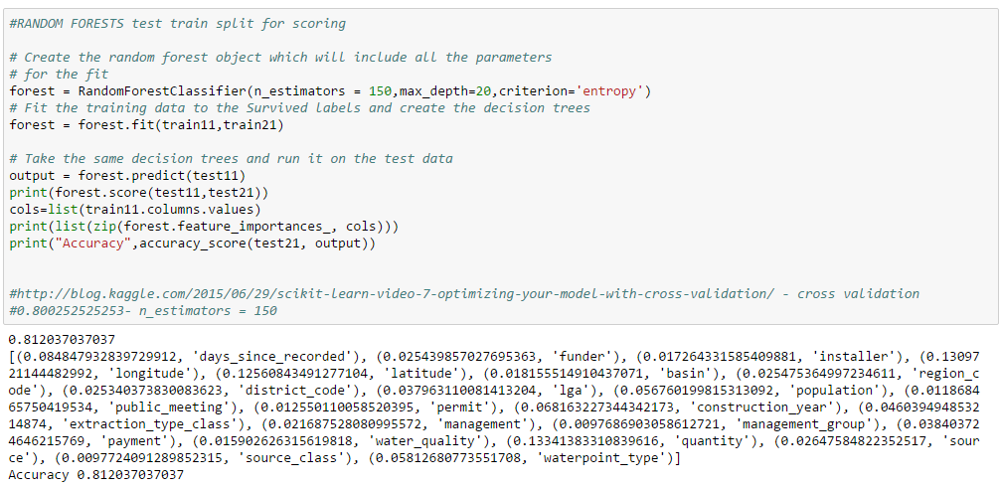 #RANDOM FORESTS test train split for scoring
# Create the random forest object which will include all the parameters
# for the fit
forest = RandomForestClassifier(n_estimators = 150,max_depth=20,criterion='entropy')
# Fit the training data to the Survived labels and create the decision trees
forest = forest.fit(train11,train21)
# Take the same decision trees and run it on the test data
output = forest.predict(test11)
print(forest.score(test11,test21))
cols=list(train11.columns.values)
print(list(zip(forest.feature_importances_, cols)))
print("Accuracy",accuracy_score(test21, output))
#http://blog.kaggle.com/2015/06/29/scikit-learn-video-7-optimizing-your-model-with-cross-validation/ - cross validation
#0.800252525253- n_estimators = 150
0.812037037037
[(0.084847932839729912, 'days_since_recorded'), (0.025439857027695363, 'funder'), (0.017264331585409881, 'installer'), (0.13097
21144482992, 'longitude'), (0.12560843491277104, 'latitude'), (0.018155514910437071, 'basin'), (0.025475364997234611, 'region_c
ode'), (0.025340373830083623, 'district_code'), (0.037963110081413204, 'lga'), (0.056760199815313092, 'population'), (0.0118684
65750419534, 'public_meeting'), (0.012550110058520395, 'permit'), (0.068163227344342173, 'construction_year'), (0.0460394948532
14874, 'extraction_type_class'), (0.021687528080995572, 'management'), (0.0097686903058612721, 'management_group'), (0.03840372
4646215769, 'payment'), (0.015902626315619818, 'water_quality'), (0.13341383310839616, 'quantity'), (0.02647584822352517, 'sour
ce'), (0.0097724091289852315, 'source_class'), (0.05812680773551708, 'waterpoint_type')]
Accuracy 0.812037037037